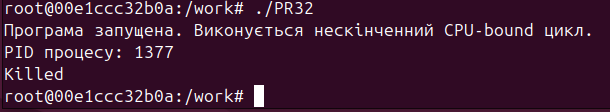 root@00e1ccc32b0a:/work# ./PR32
Програма запущена. Виконується нескінченний CPU-bound цикл.
PID процесу: 1377
Killed
root@00e1ccc32b0a:/work#